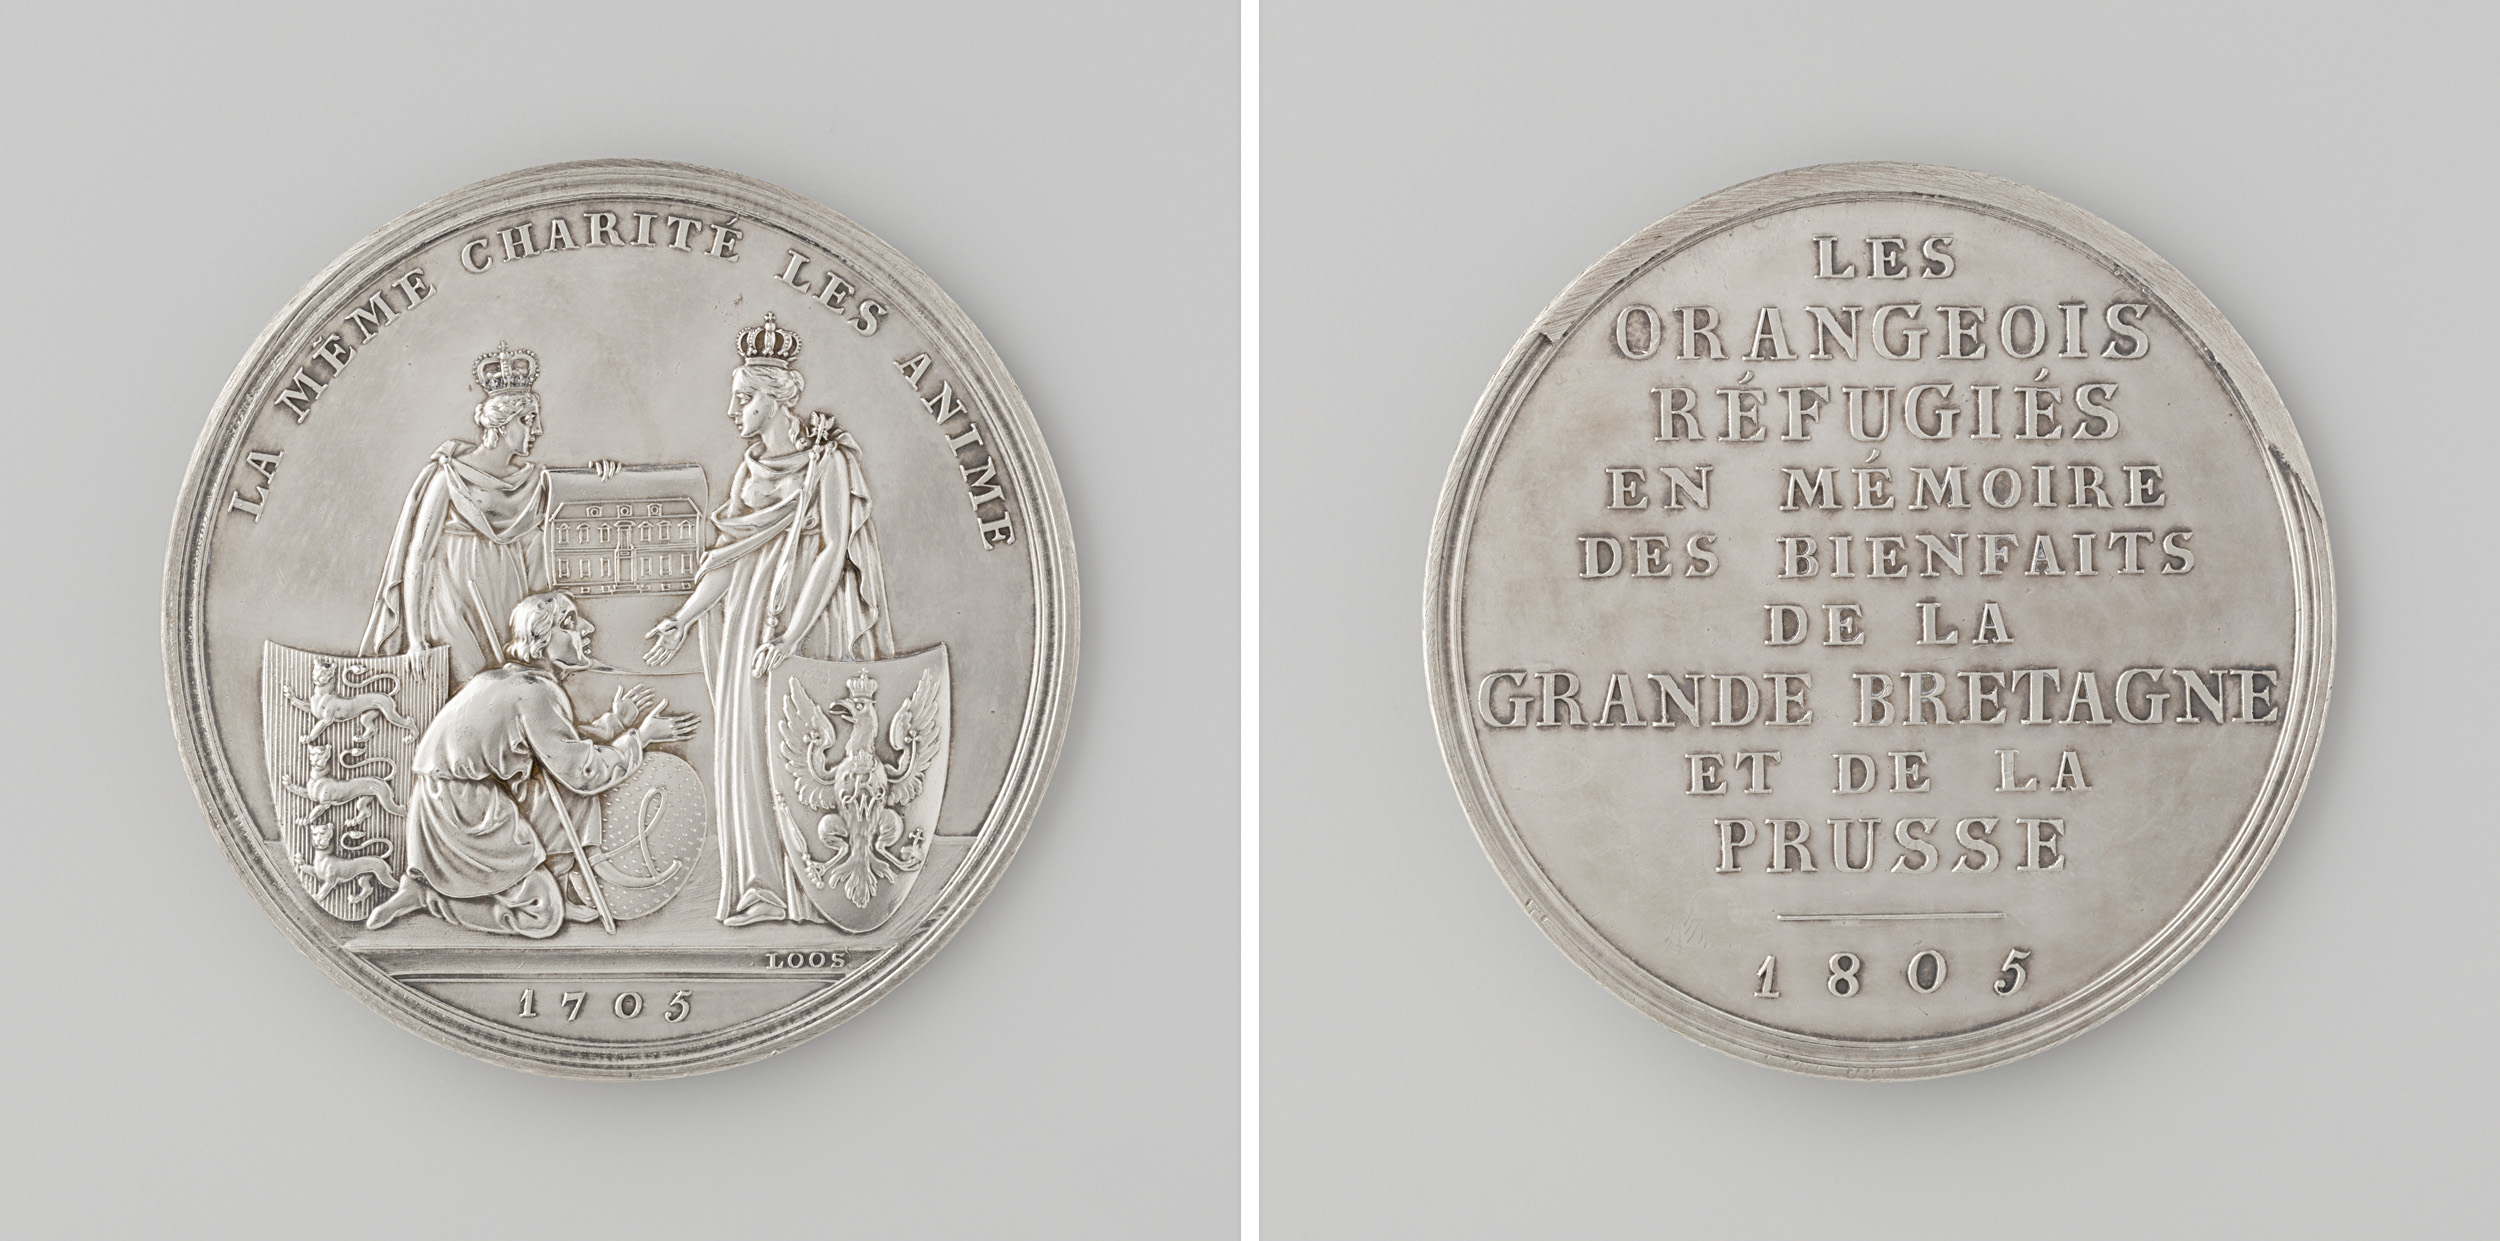 LA MÊME CHARITÉ LES ANIME
LOOS
1705
LES
ORANGEOIS
RÉFUGIÉS
EN MÉMOIRE
DES BIENFAITS
DE LA
GRANDE BRETAGNE
ET DE LA
PRUSSE
1805